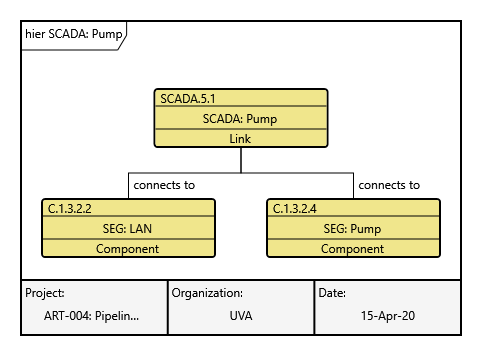 hier SCADA: Pump
SCADA.5.1
SCADA: Pump
Link
connects to
connects to
C.1.3.2.2
C.1.3.2.4
SEG: LAN
SEG: Pump
Component
Component
Project:
Organization:
Date:
ART-004: Pipelin...
UVA
15-Apr-20